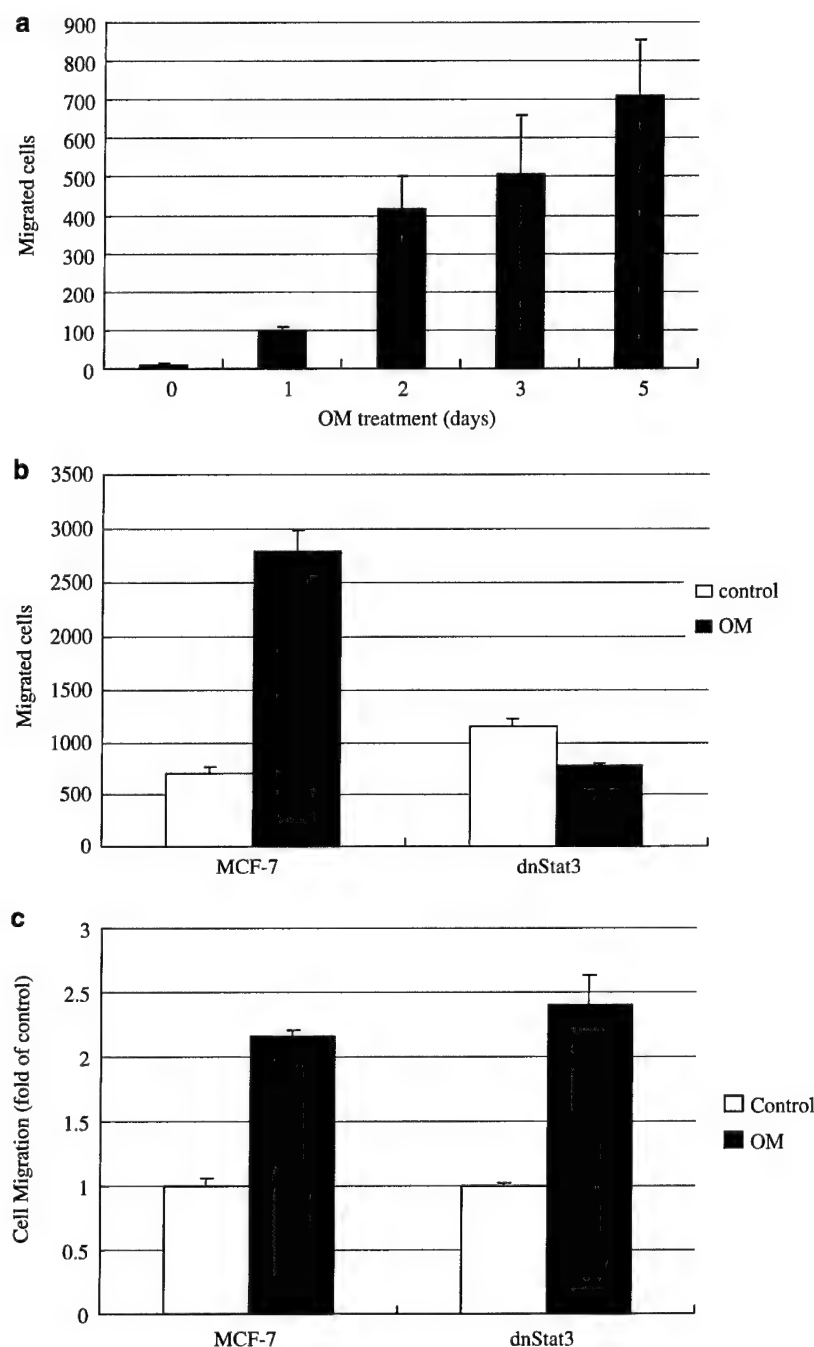 a
900
800
700
600
500
400
300
200
100
0
Migrated cells
0 1 2 3 5
OM treatment (days)
b
3500
3000
2500
2000
1500
1000
500
0
Migrated cells
control
OM
MCF-7 dnStat3
c
3
2.5
2
1.5
1
0.5
0
Cell Migration (fold of control)
Control
OM
MCF-7 dnStat3